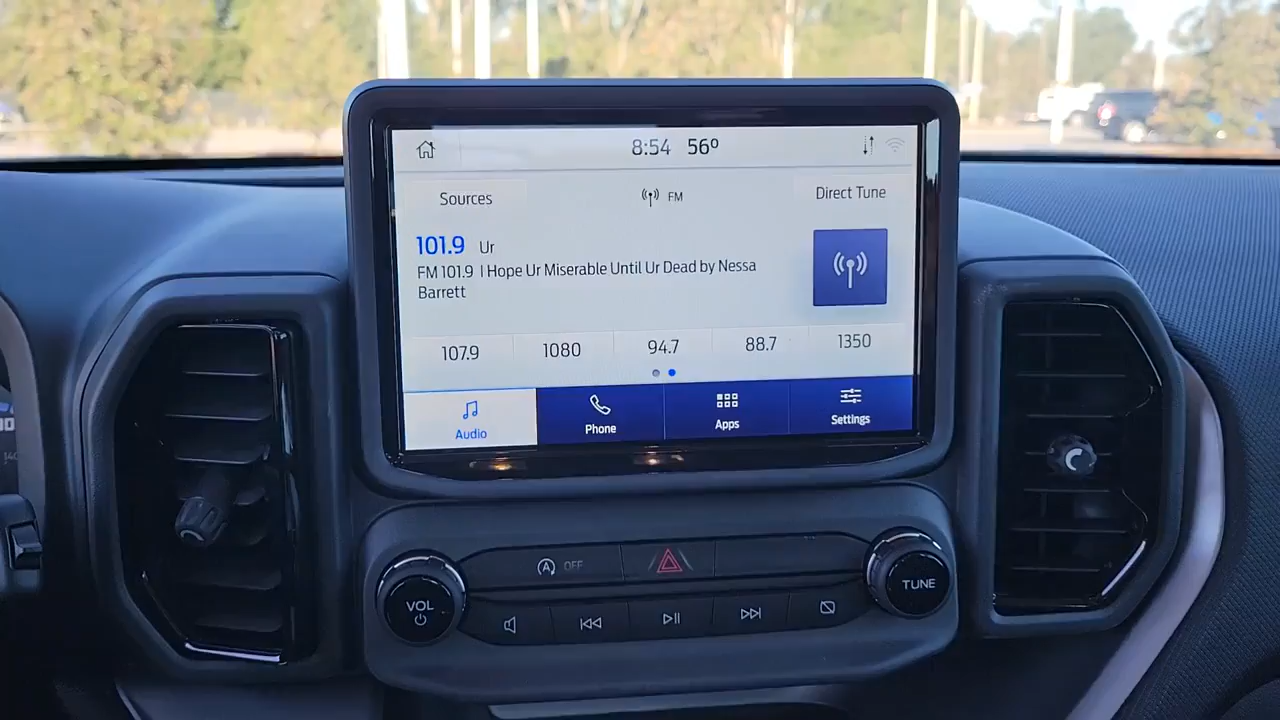 8:54 56°
Sources FM Direct Tune
101.9 Ur
FM 101.9 I Hope Ur Miserable Until Ur Dead by Nessa
Barrett
107.9 1080 94.7 88.7 1350
Audio Phone Apps Settings
A OFF
VOL
TUNE